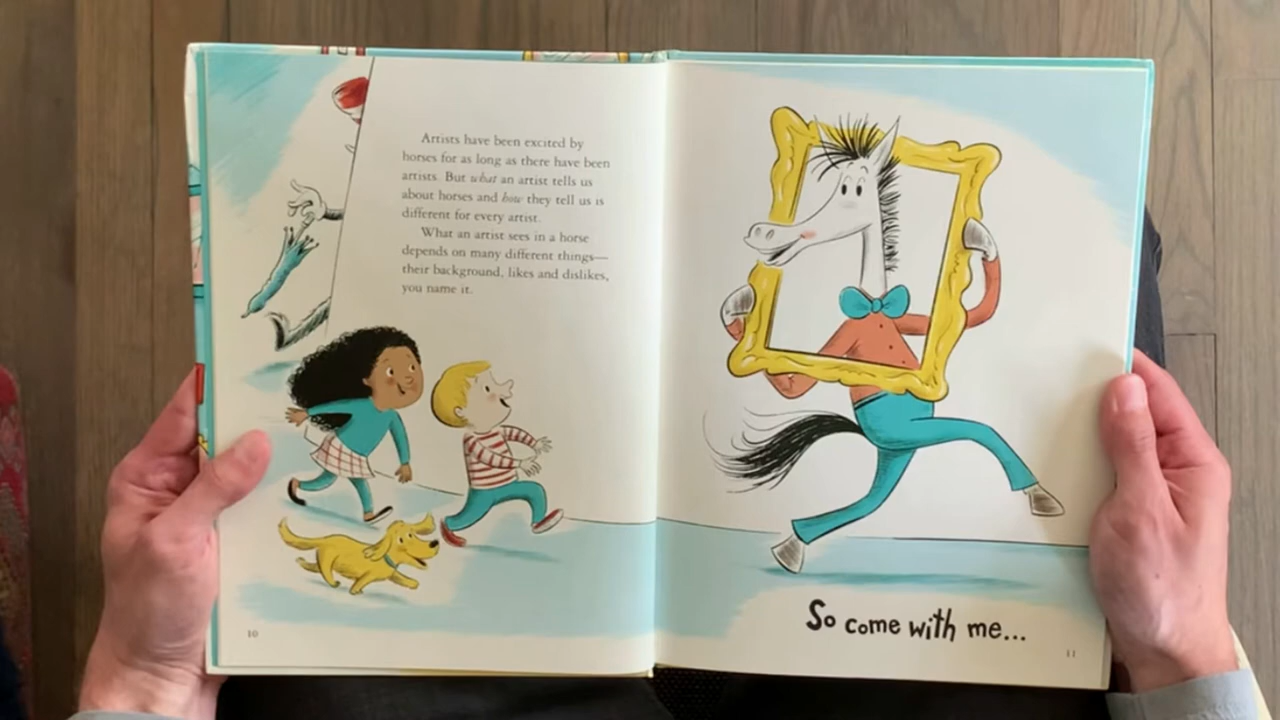 Artists have been excited by
horses for as long as there have been
artists. But what an artist tells us
about horses and how they tell us is
different for every artist.
What an artist sees in a horse
depends on many different things—
their background, likes and dislikes,
you name it.
10
So come with me...
11